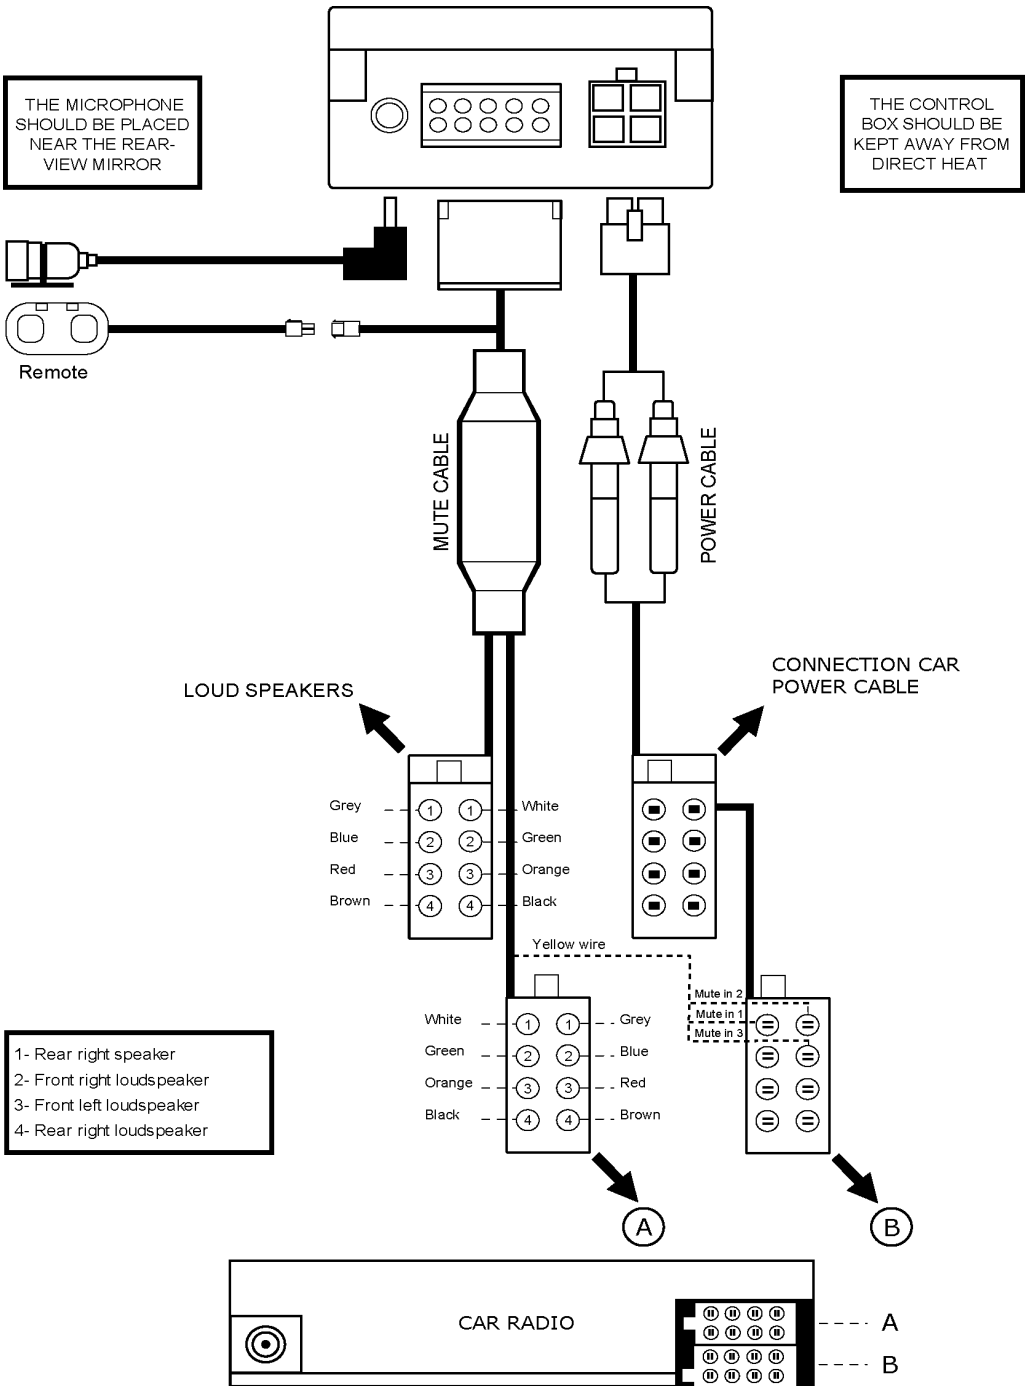 THE MICROPHONE
SHOULD BE PLACED
NEAR THE REAR-
VIEW MIRROR
THE CONTROL
BOX SHOULD BE
KEPT AWAY FROM
DIRECT HEAT
Remote
MUTE CABLE
POWER CABLE
LOUD SPEAKERS
CONNECTION CAR
POWER CABLE
Grey 1 1 White
Blue 2 2 Green
Red 3 3 Orange
Brown 4 4 Black
Yellow wire
Mute in 2
Mute in 1
Mute in 3
White 1 1 Grey
Green 2 2 Blue
Orange 3 3 Red
Black 4 4 Brown
1- Rear right speaker
2- Front right loudspeaker
3- Front left loudspeaker
4- Rear right loudspeaker
A
B
CAR RADIO
A
B